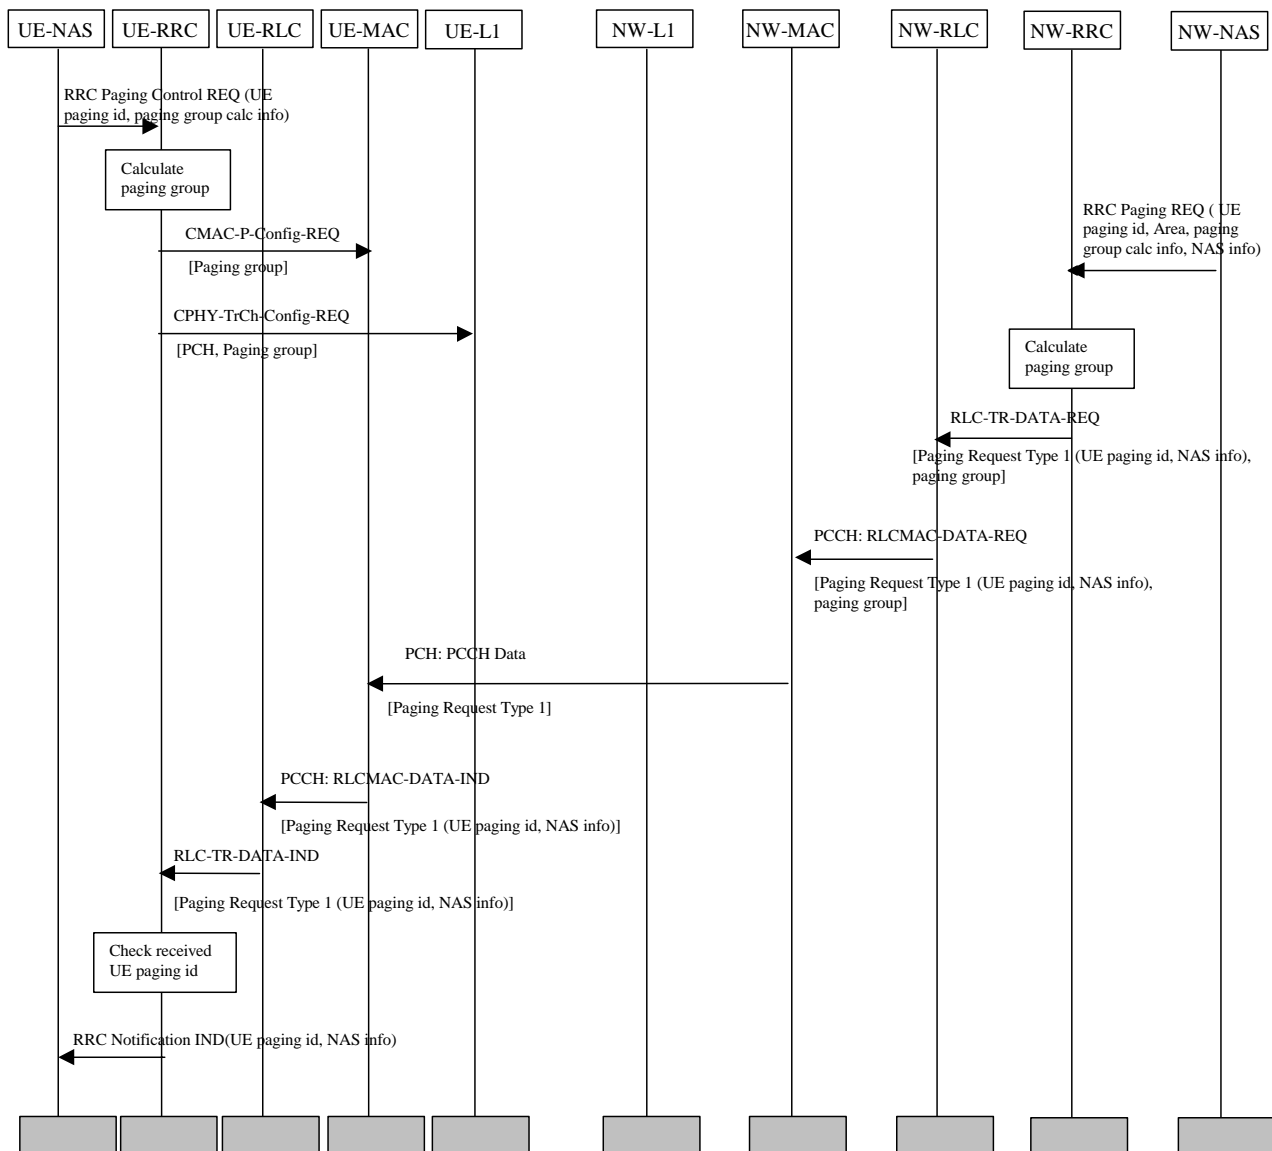 UE-NAS
UE-RRC
UE-RLC
UE-MAC
UE-L1
NW-L1
NW-MAC
NW-RLC
NW-RRC
NW-NAS
RRC Paging Control REQ (UE
paging id, paging group calc info)
Calculate
paging group
CMAC-P-Config-REQ
[Paging group]
RRC Paging REQ ( UE
paging id, Area, paging
group calc info, NAS info)
CPHY-TrCh-Config-REQ
[PCH, Paging group]
Calculate
paging group
RLC-TR-DATA-REQ
[Paging Request Type 1 (UE paging id, NAS info),
paging group]
PCCH: RLCMAC-DATA-REQ
[Paging Request Type 1 (UE paging id, NAS info),
paging group]
PCH: PCCH Data
[Paging Request Type 1]
PCCH: RLCMAC-DATA-IND
[Paging Request Type 1 (UE paging id, NAS info)]
RLC-TR-DATA-IND
[Paging Request Type 1 (UE paging id, NAS info)]
Check received
UE paging id
RRC Notification IND(UE paging id, NAS info)